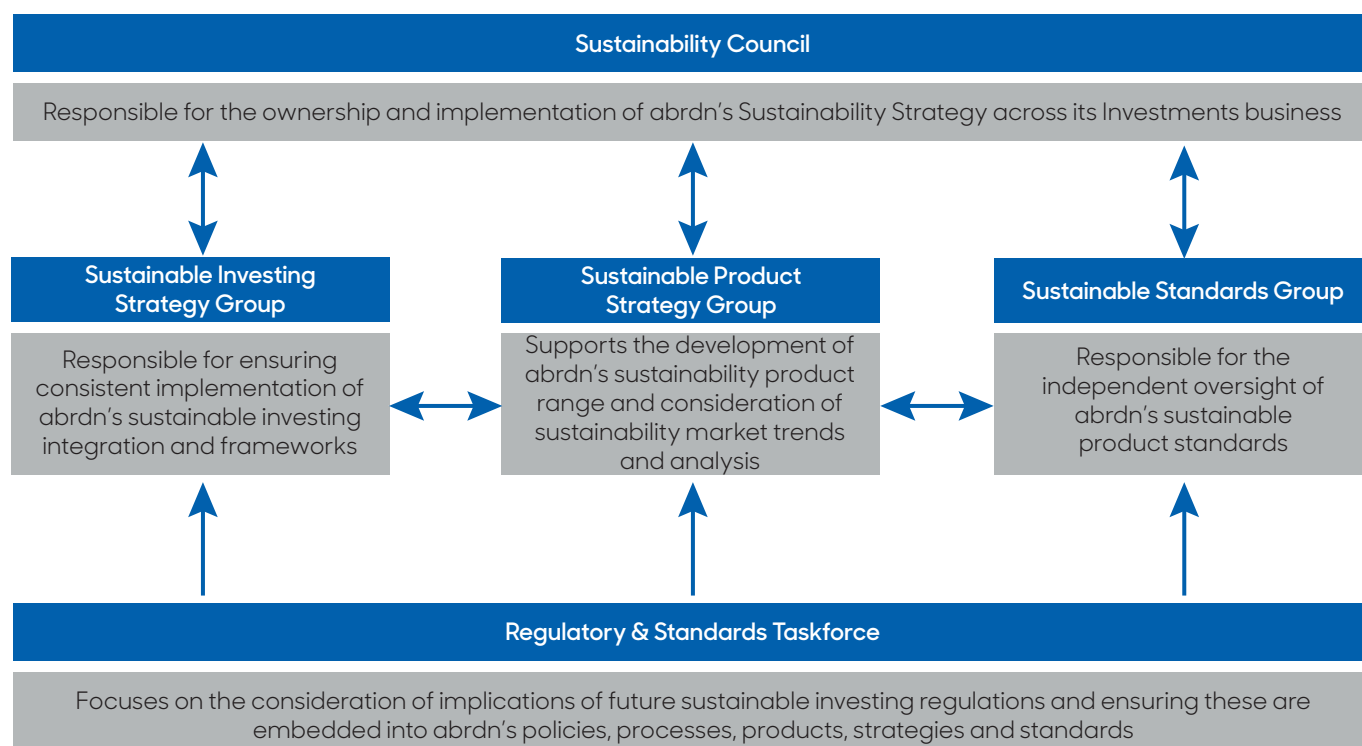 Sustainability Council
Responsible for the ownership and implementation of abrdn's Sustainability Strategy across its Investments business
Sustainable Investing
Strategy Group
Responsible for ensuring
consistent implementation of
abrdn's sustainable investing
integration and frameworks
Sustainable Product
Strategy Group
Supports the development of
abrdn's sustainability product
range and consideration of
sustainability market trends
and analysis
Sustainable Standards Group
Responsible for the
independent oversight of
abrdn's sustainable
product standards
Regulatory & Standards Taskforce
Focuses on the consideration of implications of future sustainable investing regulations and ensuring these are
embedded into abrdn's policies, processes, products, strategies and standards